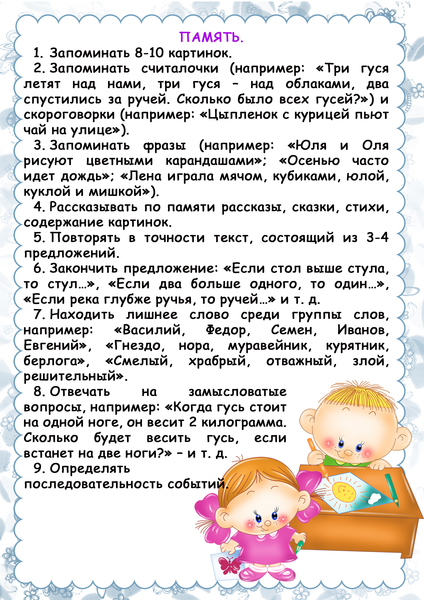 ПАМЯТЬ.
1. Запоминать 8-10 картинок.
2. Запоминать считалочки (например: «Три гуся
летят над нами, три гуся – над облаками, два
спустились за ручей. Сколько было всех гусей?») и
скороговорки (например: «Цыпленок с курицей пьют
чай на улице»).
3. Запоминать фразы (например: «Юля и Оля
рисуют цветными карандашами»; «Осенью часто
идет дождь»; «Лена играла мячом, кубиками, юлой,
куклой и мишкой»).
4. Рассказывать по памяти рассказы, сказки, стихи,
содержание картинок.
5. Повторять в точности текст, состоящий из 3-4
предложений.
6. Закончить предложение: «Если стол выше стула,
то стул…», «Если два больше одного, то один…»,
«Если река глубже ручья, то ручей…» и т. д.
7. Находить лишнее слово среди группы слов,
например: «Василий, Федор, Семен, Иванов,
Евгений», «Гнездо, нора, муравейник, курятник,
берлога», «Смелый, храбрый, отважный, злой,
решительный».
8. Отвечать на замысловатые
вопросы, например: «Когда гусь стоит
на одной ноге, он весит 2 килограмма.
Сколько будет весить гусь, если
встанет на две ноги?» – и т. д.
9. Определять
последовательность событий.